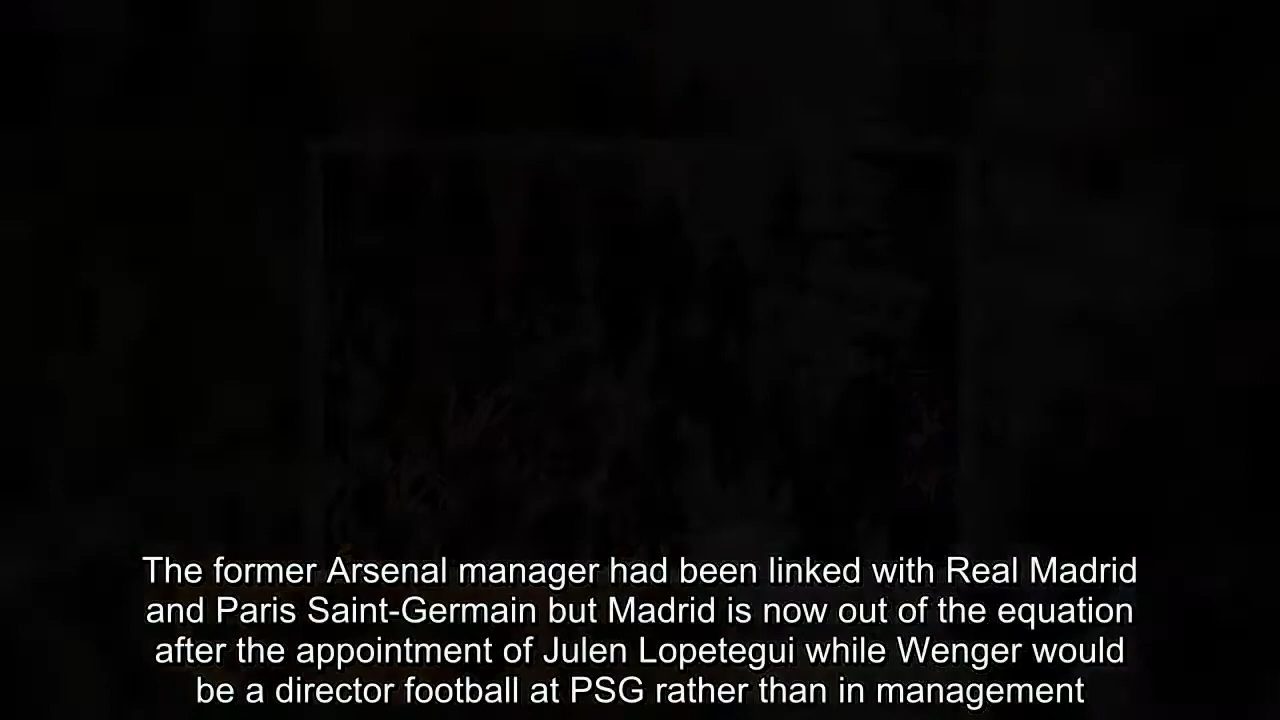 The former Arsenal manager had been linked with Real Madrid
and Paris Saint-Germain but Madrid is now out of the equation
after the appointment of Julen Lopetegui while Wenger would
be a director football at PSG rather than in management